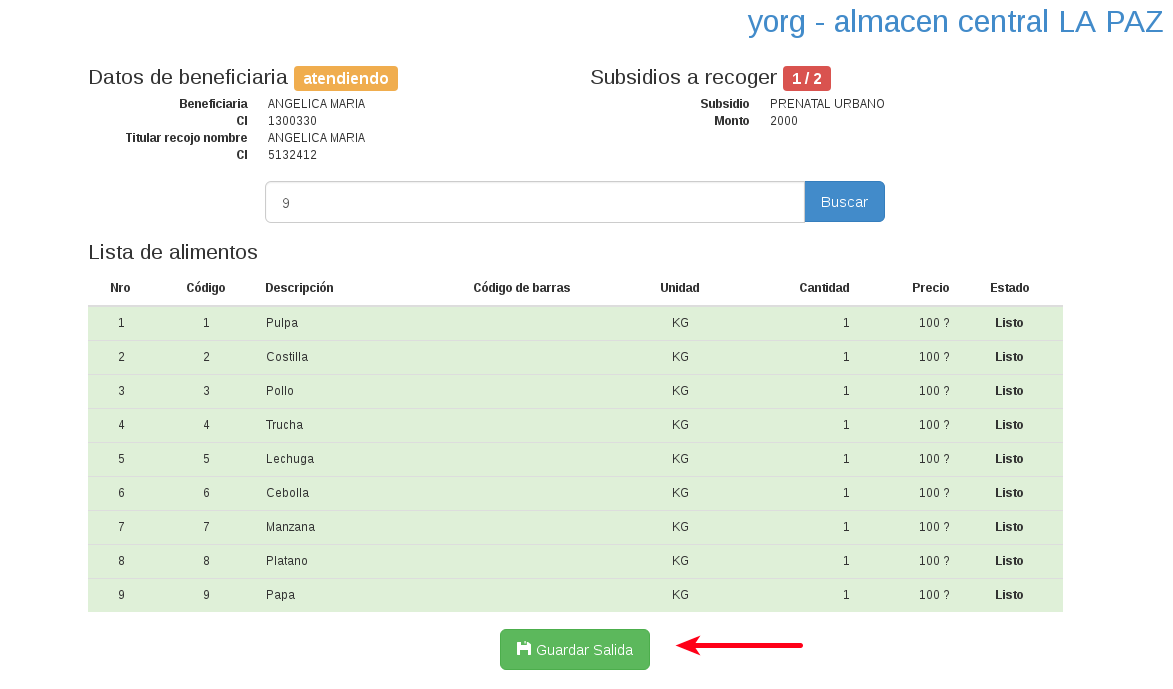 yorg - almacen central LA PAZ
Datos de beneficiaria atendiendo
Beneficiaria ANGELICA MARIA
CI 1300330
Titular recojo nombre ANGELICA MARIA
CI 5132412
Subsidios a recoger 1 / 2
Subsidio PRENATAL URBANO
Monto 2000
9 Buscar
Lista de alimentos
Nro Código Descripción Código de barras Unidad Cantidad Precio Estado
1 1 Pulpa KG 1 100 ? Listo
2 2 Costilla KG 1 100 ? Listo
3 3 Pollo KG 1 100 ? Listo
4 4 Trucha KG 1 100 ? Listo
5 5 Lechuga KG 1 100 ? Listo
6 6 Cebolla KG 1 100 ? Listo
7 7 Manzana KG 1 100 ? Listo
8 8 Platano KG 1 100 ? Listo
9 9 Papa KG 1 100 ? Listo
Guardar Salida